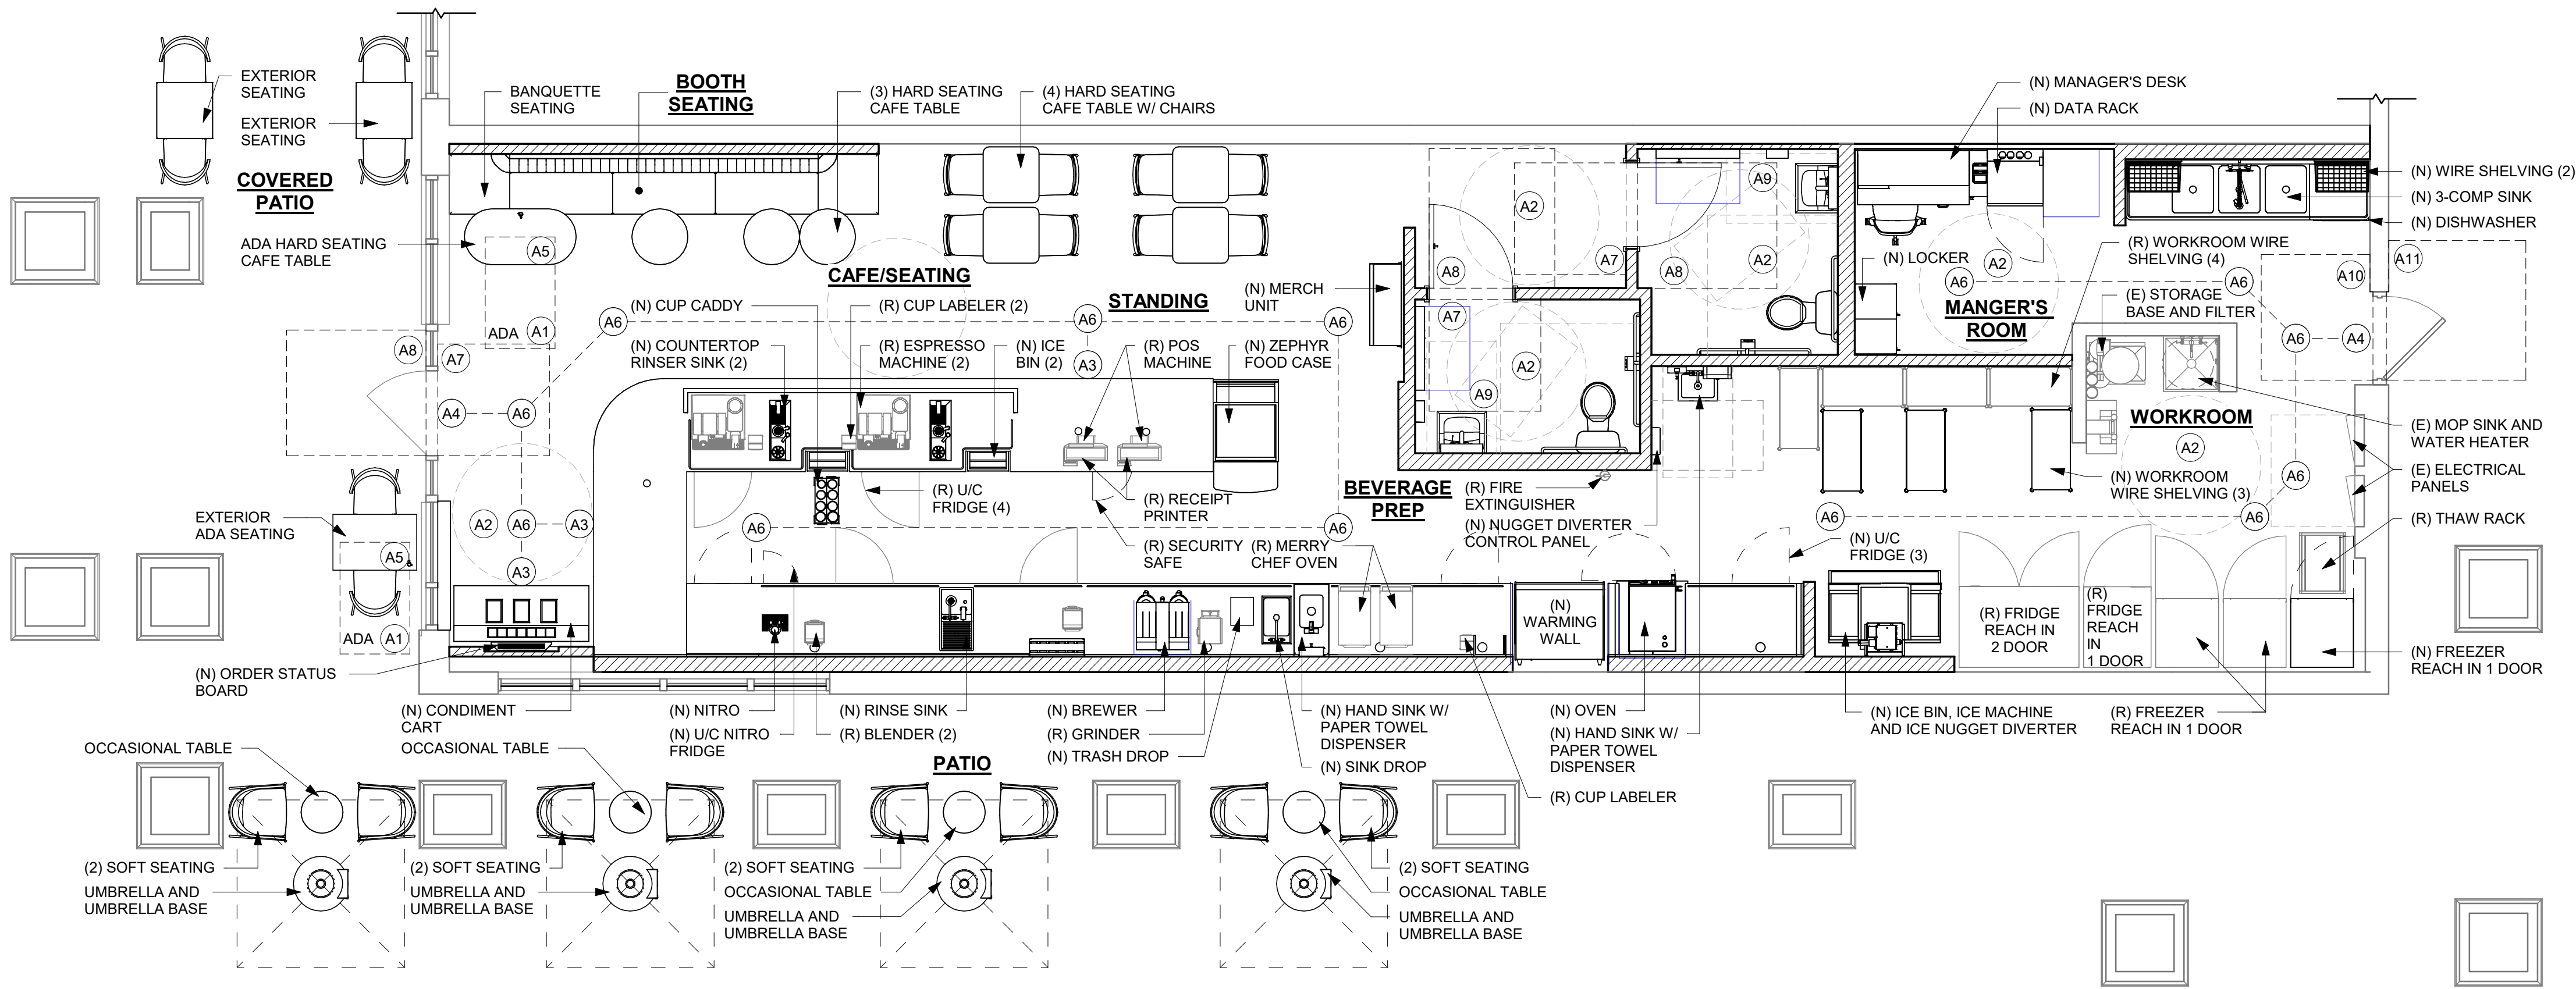 EXTERIOR
SEATING
EXTERIOR
SEATING
COVERED
PATIO
ADA HARD SEATING
CAFE TABLE
BANQUETTE
SEATING
BOOTH
SEATING
(3) HARD SEATING
CAFE TABLE
(4) HARD SEATING
CAFE TABLE W/ CHAIRS
(N) MANAGER'S DESK
(N) DATA RACK
(N) WIRE SHELVING (2)
(N) 3-COMP SINK
(N) DISHWASHER
(R) WORKROOM WIRE
SHELVING (4)
(N) LOCKER
(E) STORAGE
BASE AND FILTER
MANGER'S
ROOM
A2
A9
A2
A8
A7
A8
A2
A6
A6
A10
A11
A6
A4
A5
ADA
A1
A8
A7
A4
A6
A6
CAFE/SEATING
STANDING
(N) CUP CADDY
(R) CUP LABELER (2)
A6
A6
A3
(N) MERCH
UNIT
(N) COUNTERTOP
RINSER SINK (2)
(R) ESPRESSO
MACHINE (2)
(N) ICE
BIN (2)
(R) POS
MACHINE
(N) ZEPHYR
FOOD CASE
A7
A2
A9
WORKROOM
A2
(E) MOP SINK AND
WATER HEATER
(E) ELECTRICAL
PANELS
(N) WORKROOM
WIRE SHELVING (3)
A6
A6
A6
(R) THAW RACK
EXTERIOR
ADA SEATING
A5
ADA
A1
A2
A6
A3
A3
(R) U/C
FRIDGE (4)
(R) RECEIPT
PRINTER
A6
A6
(R) SECURITY
SAFE
(R) MERRY
CHEF OVEN
BEVERAGE
PREP
(R) FIRE
EXTINGUISHER
(N) NUGGET DIVERTER
CONTROL PANEL
(N) U/C
FRIDGE (3)
(N)
WARMING
WALL
(R) FRIDGE
REACH IN
2 DOOR
(R)
FRIDGE
REACH
IN
1 DOOR
(N) FREEZER
REACH IN 1 DOOR
(N) ORDER STATUS
BOARD
(N) CONDIMENT
CART
(N) NITRO
(N) U/C NITRO
FRIDGE
(N) RINSE SINK
(R) BLENDER (2)
(N) BREWER
(R) GRINDER
(N) TRASH DROP
(N) HAND SINK W/
PAPER TOWEL
DISPENSER
(N) SINK DROP
(N) OVEN
(N) HAND SINK W/
PAPER TOWEL
DISPENSER
(R) CUP LABELER
(N) ICE BIN, ICE MACHINE
AND ICE NUGGET DIVERTER
(R) FREEZER
REACH IN 1 DOOR
OCCASIONAL TABLE
OCCASIONAL TABLE
PATIO
(2) SOFT SEATING
UMBRELLA AND
UMBRELLA BASE
(2) SOFT SEATING
UMBRELLA AND
UMBRELLA BASE
(2) SOFT SEATING
OCCASIONAL TABLE
UMBRELLA AND
UMBRELLA BASE
(2) SOFT SEATING
OCCASIONAL TABLE
UMBRELLA AND
UMBRELLA BASE